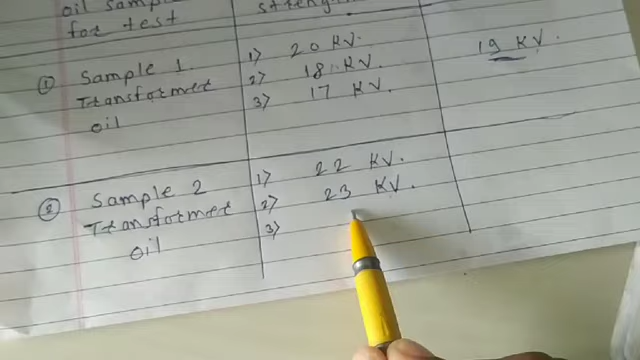 oil sample
for test
1 Sample 1
Transformer
oil
1) 20 KV.
2) 18 KV.
3) 17 KV.
19 KV.
2 Sample 2
Transformer
oil
1) 22 KV.
2) 23 KV.
3)